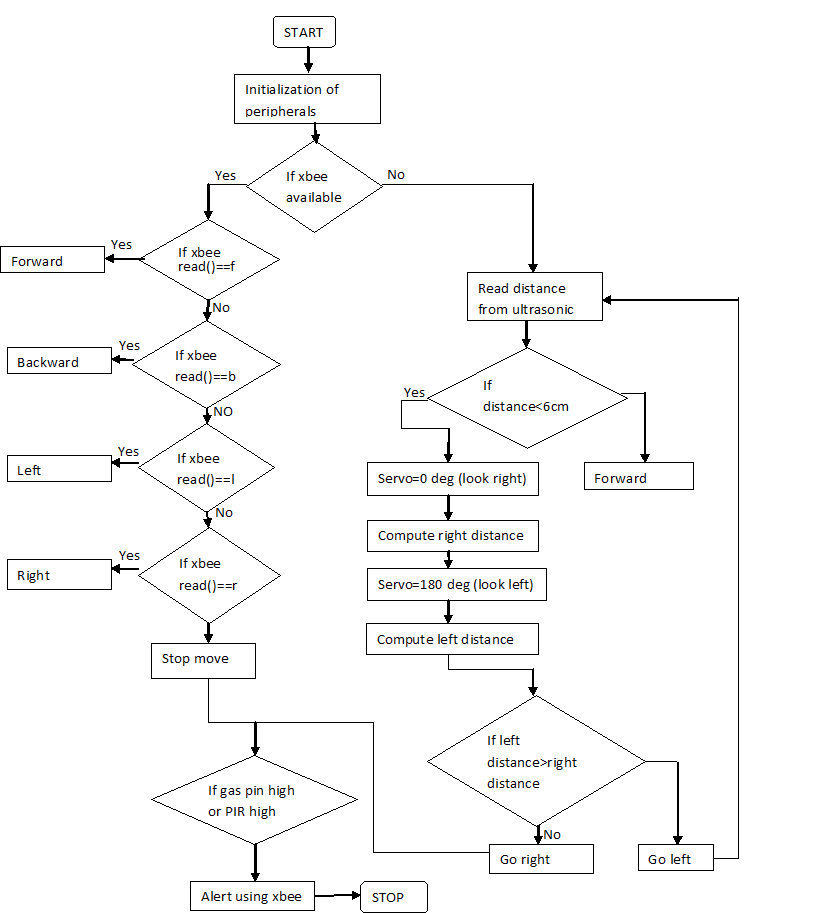 START
Initialization of
peripherals
If xbee
available
Yes
No
If xbee
read()==f
Yes
Forward
No
If xbee
read()==b
Yes
Backward
NO
If xbee
read()==l
Yes
Left
No
If xbee
read()==r
Yes
Right
Stop move
Read distance
from ultrasonic
If
distance<6cm
Yes
Forward
Servo=0 deg (look right)
Compute right distance
Servo=180 deg (look left)
Compute left distance
If left
distance>right
distance
No
Go right
Go left
If gas pin high
or PIR high
Alert using xbee
STOP